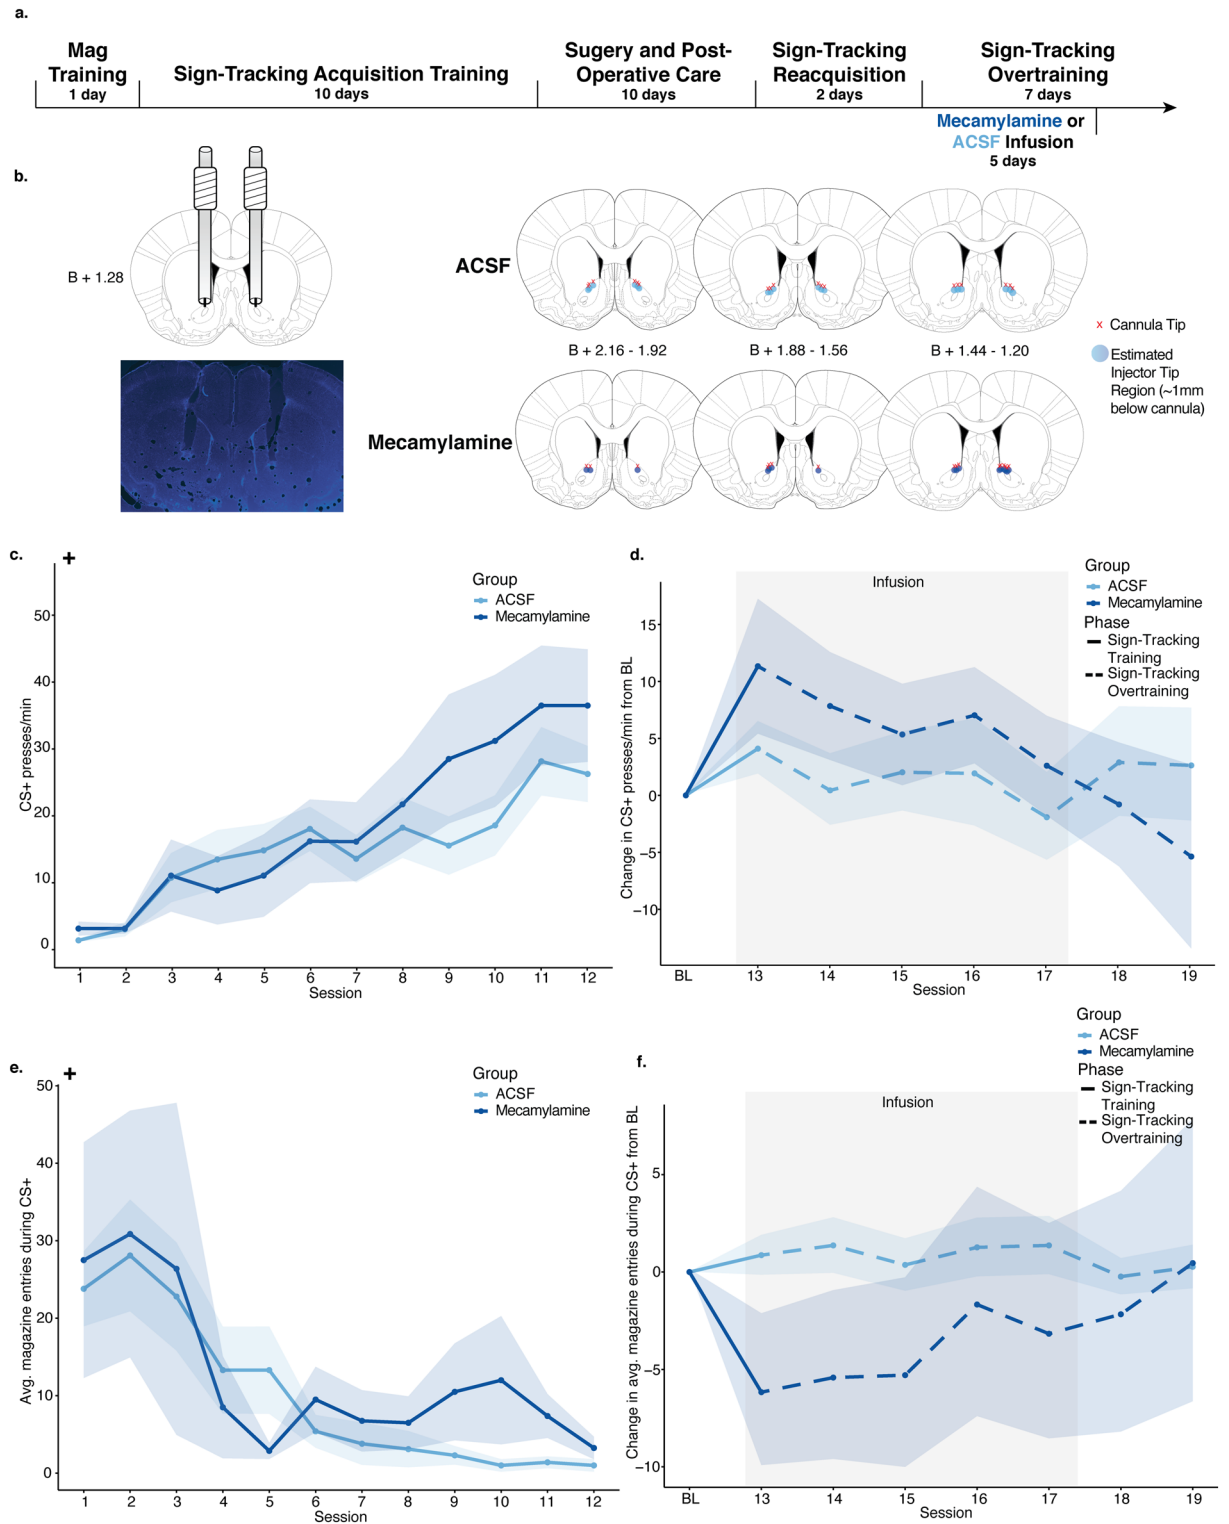 a.
Mag
Training
1 day
Sign-Tracking Acquisition Training
10 days
Sugery and Post-
Operative Care
10 days
Sign-Tracking
Reacquisition
2 days
Sign-Tracking
Overtraining
7 days
Mecamylamine or
ACSF Infusion
5 days
b.
B + 1.28
ACSF
B + 2.16 - 1.92
B + 1.88 - 1.56
B + 1.44 - 1.20
Mecamylamine
x Cannula Tip
Estimated
Injector Tip
Region (~1mm
below cannula)
c.
+
Group
ACSF
Mecamylamine
CS+ presses/min
50
40
30
20
10
0
1 2 3 4 5 6 7 8 9 10 11 12
Session
d.
Infusion
Group
ACSF
Mecamylamine
Phase
Sign-Tracking
Training
Sign-Tracking
Overtraining
Change in CS+ presses/min from BL
15
10
5
0
−5
−10
BL 13 14 15 16 17 18 19
Session
e.
+
Group
ACSF
Mecamylamine
Avg. magazine entries during CS+
50
40
30
20
10
0
1 2 3 4 5 6 7 8 9 10 11 12
Session
f.
Infusion
Group
ACSF
Mecamylamine
Phase
Sign-Tracking
Training
Sign-Tracking
Overtraining
Change in avg. magazine entries during CS+ from BL
5
0
−5
−10
BL 13 14 15 16 17 18 19
Session